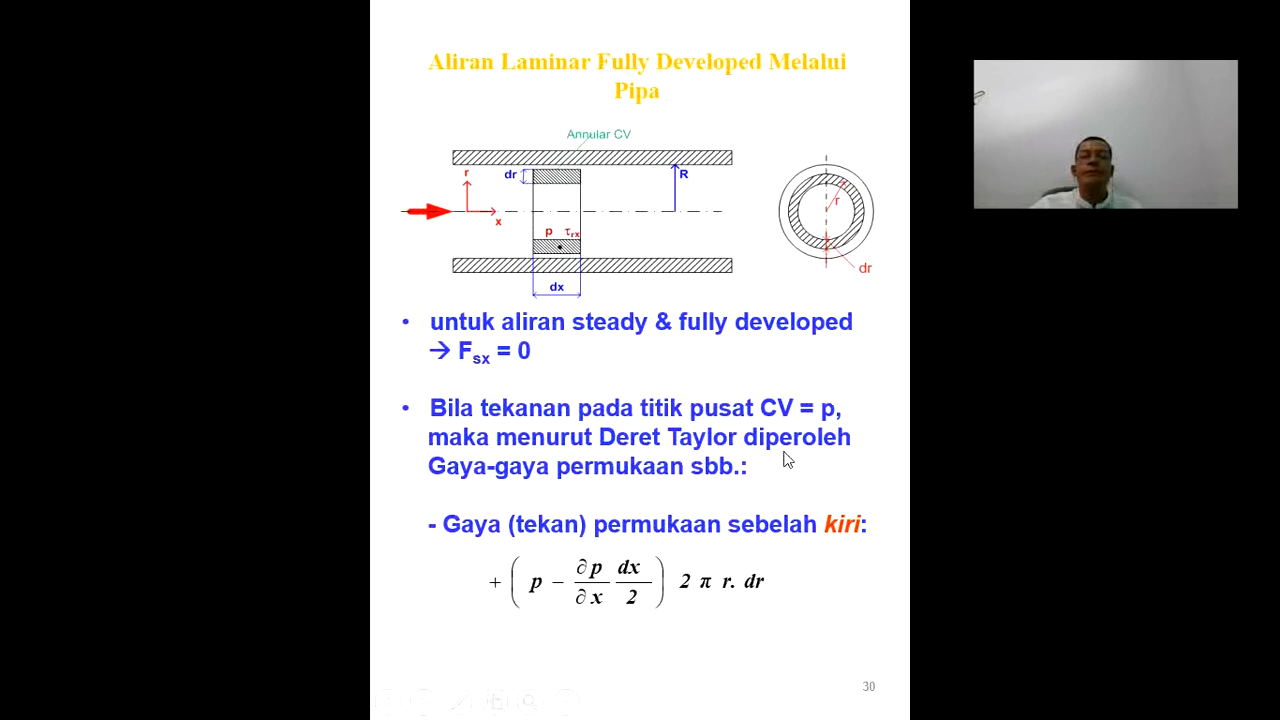 Aliran Laminar Fully Developed Melalui
Pipa
Annular CV
r
dr
R
x
p τrx
dx
r
dr
• untuk aliran steady & fully developed
→ Fsx = 0
• Bila tekanan pada titik pusat CV = p,
maka menurut Deret Taylor diperoleh
Gaya-gaya permukaan sbb.:
- Gaya (tekan) permukaan sebelah kiri:
+ ( p − ∂p/∂x dx/2 ) 2 π r. dr
30